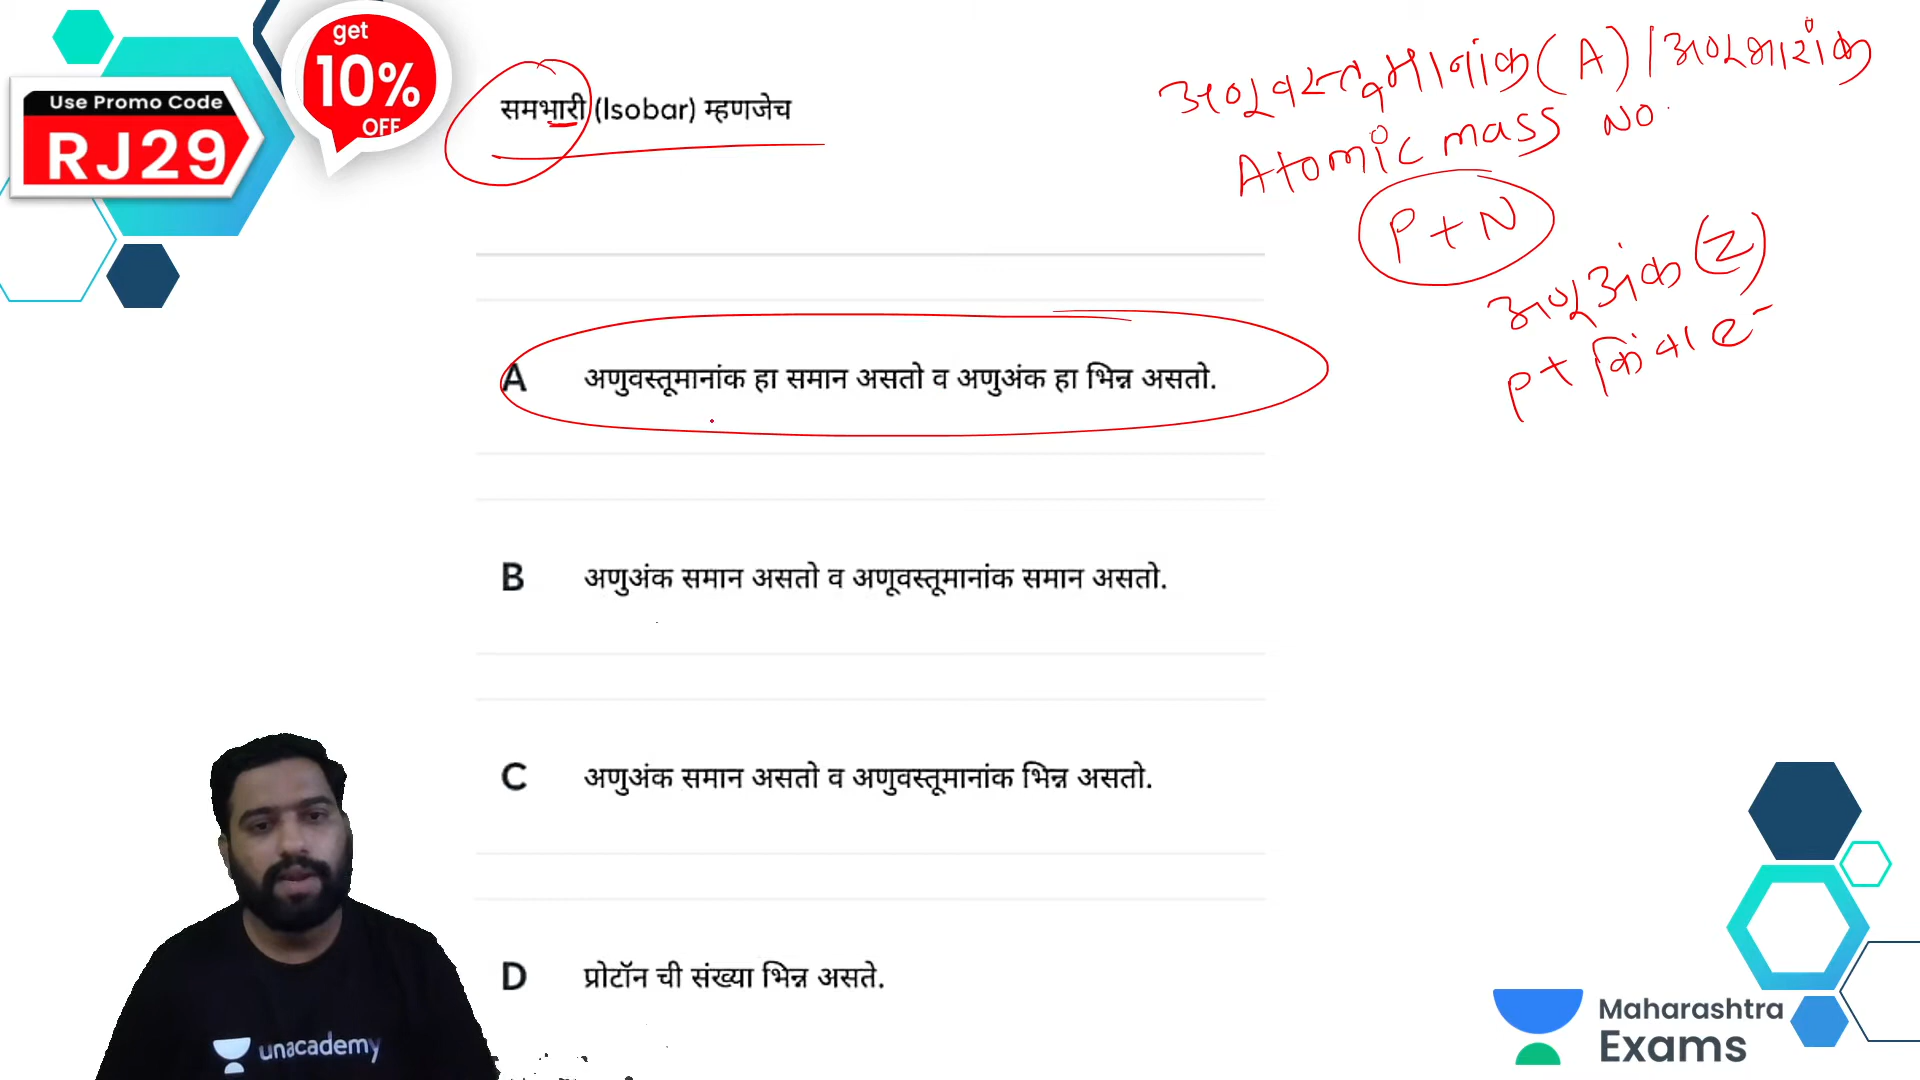 get
10%
OFF
Use Promo Code
RJ29
समभारी (Isobar) म्हणजेच
अणुवस्तुमानांक (A) / अणुभारांक
Atomic mass No.
P + N
अणुअंक (Z)
P+ किंवा e-
A अणुवस्तूमानांक हा समान असतो व अणुअंक हा भिन्न असतो.
B अणुअंक समान असतो व अणूवस्तूमानांक समान असतो.
C अणुअंक समान असतो व अणुवस्तूमानांक भिन्न असतो.
D प्रोटॉन ची संख्या भिन्न असते.
unacademy
Maharashtra
Exams